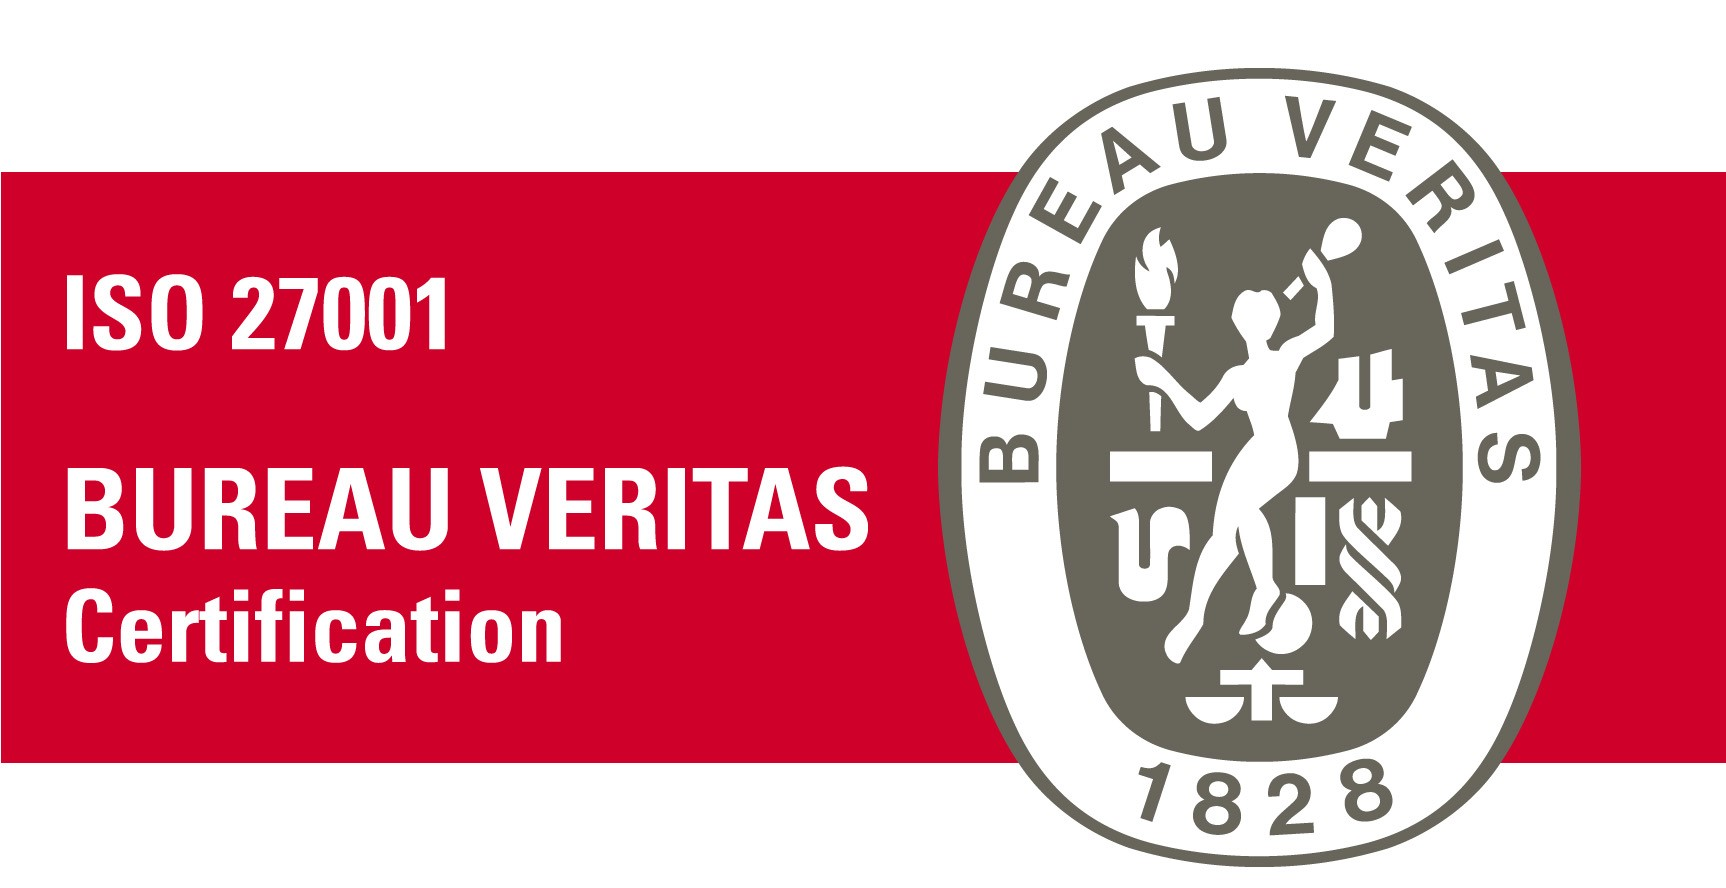 ISO 27001
BUREAU VERITAS
Certification
BUREAU VERITAS
1828